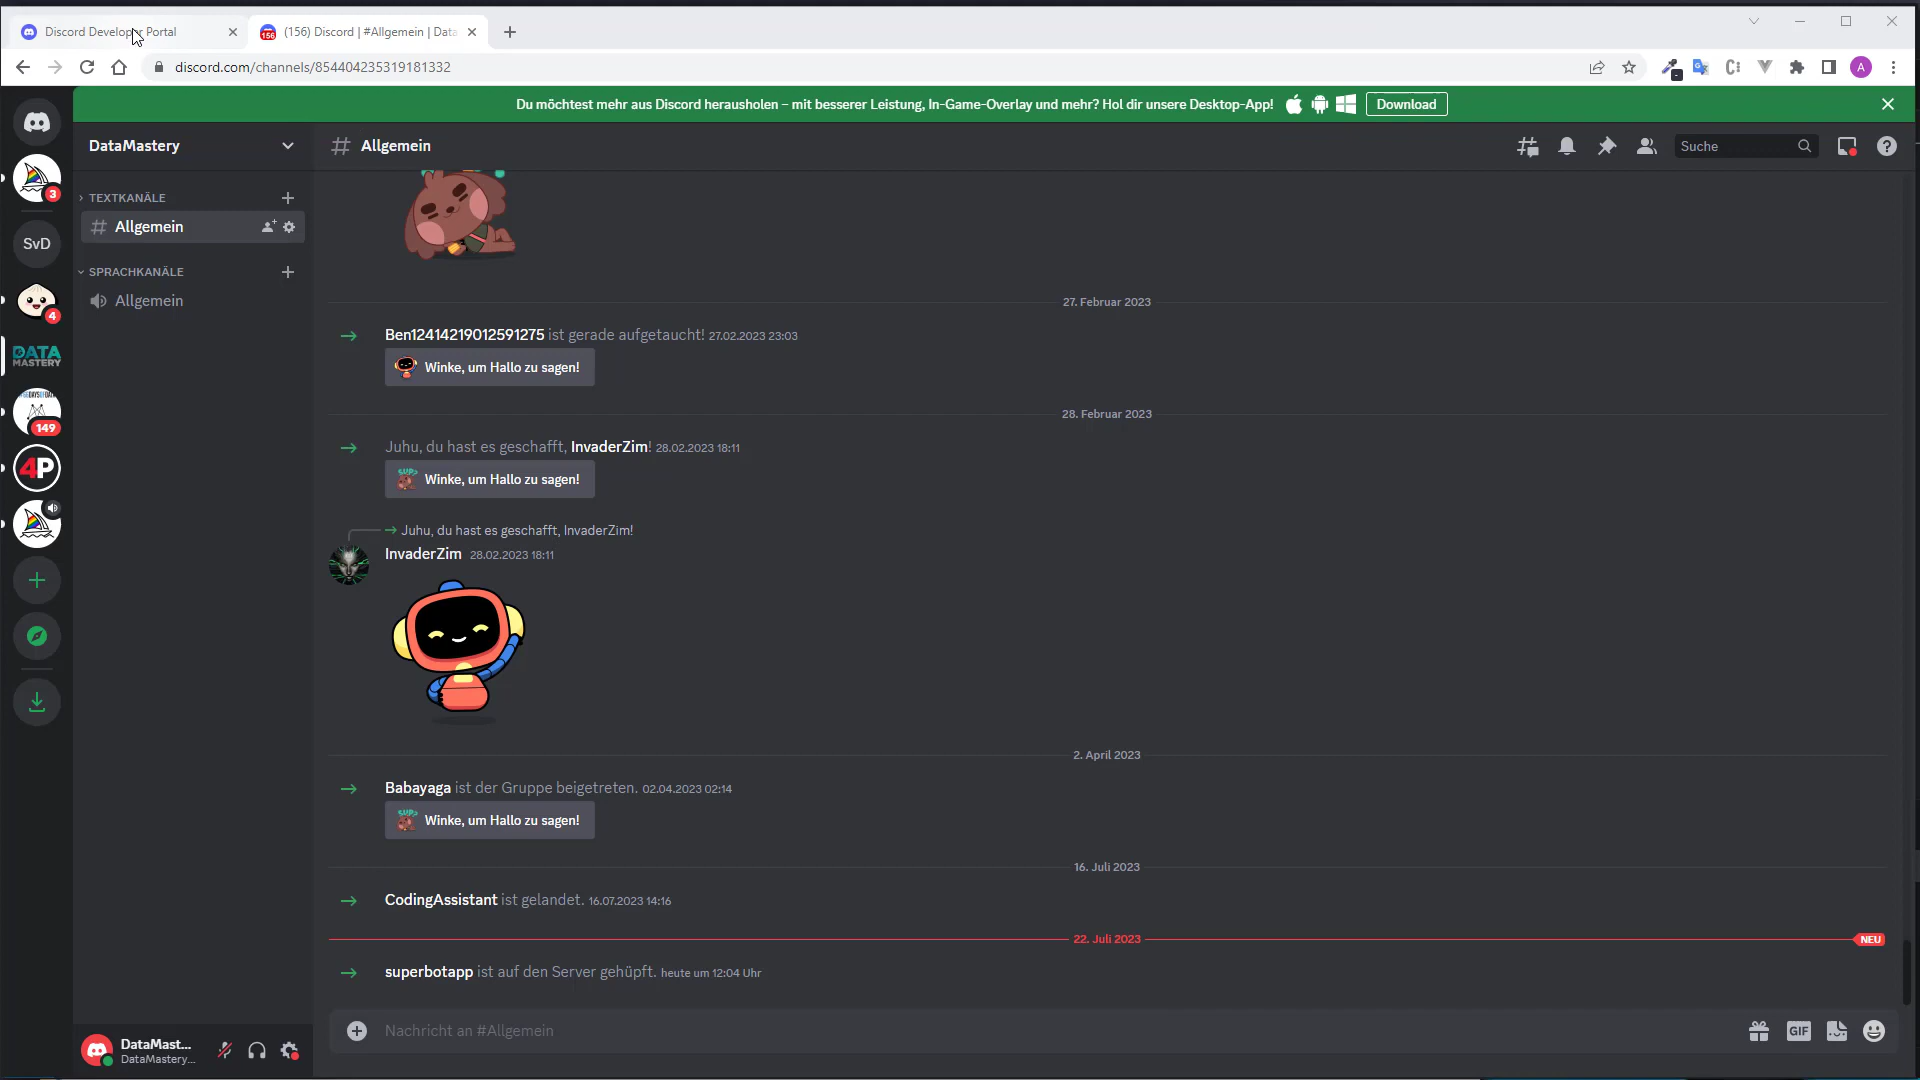 Discord Developer Portal
(156) Discord | #Allgemein | Data
discord.com/channels/854404235319181332
A
Du möchtest mehr aus Discord herausholen – mit besserer Leistung, In-Game-Overlay und mehr? Hol dir unsere Desktop-App!
Download
DataMastery
Allgemein
Suche
3
TEXTKANÄLE
Allgemein
SvD
SPRACHKANÄLE
Allgemein
4
DATA
MASTERY
149
4P
27. Februar 2023
Ben12414219012591275 ist gerade aufgetaucht! 27.02.2023 23:03
Winke, um Hallo zu sagen!
28. Februar 2023
Juhu, du hast es geschafft, InvaderZim! 28.02.2023 18:11
Winke, um Hallo zu sagen!
Juhu, du hast es geschafft, InvaderZim!
InvaderZim 28.02.2023 18:11
2. April 2023
Babayaga ist der Gruppe beigetreten. 02.04.2023 02:14
Winke, um Hallo zu sagen!
16. Juli 2023
CodingAssistant ist gelandet. 16.07.2023 14:16
22. Juli 2023
NEU
superbotapp ist auf den Server gehüpft. heute um 12:04 Uhr
Nachricht an #Allgemein
GIF
DataMast...
DataMastery...